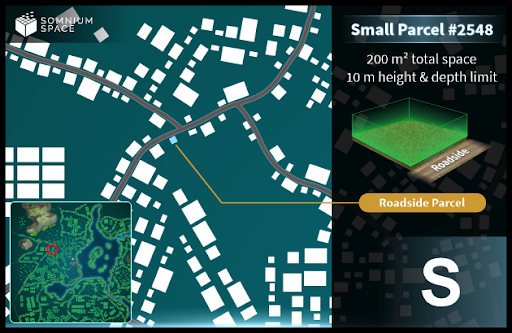 SOMNIUM
SPACE
Small Parcel #2548
200 m² total space
10 m height & depth limit
Roadside
Roadside Parcel
S